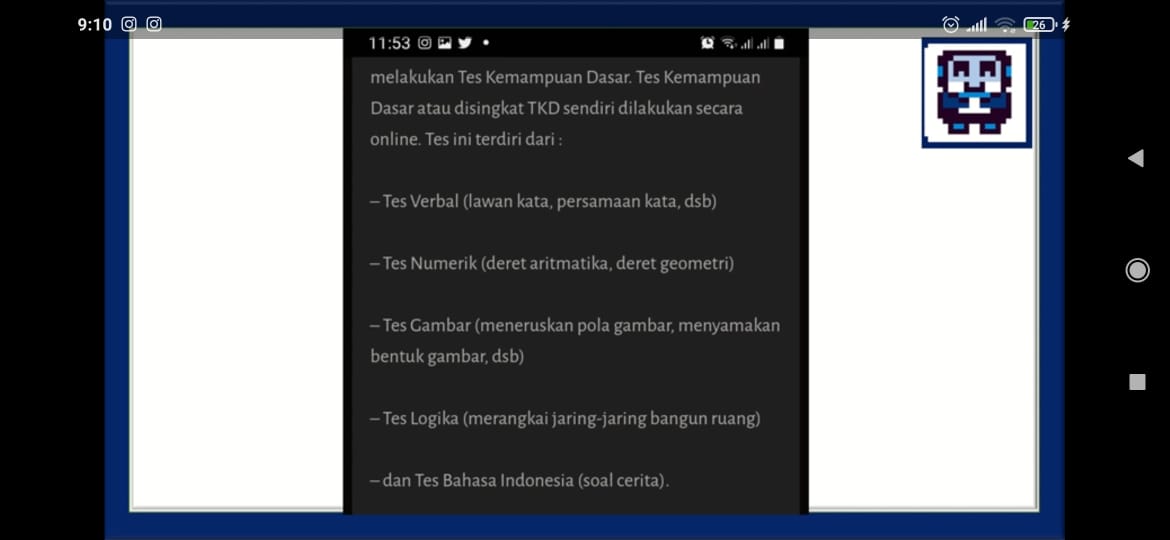 9:10
26
11:53
melakukan Tes Kemampuan Dasar. Tes Kemampuan
Dasar atau disingkat TKD sendiri dilakukan secara
online. Tes ini terdiri dari :
– Tes Verbal (lawan kata, persamaan kata, dsb)
– Tes Numerik (deret aritmatika, deret geometri)
– Tes Gambar (meneruskan pola gambar, menyamakan
bentuk gambar, dsb)
– Tes Logika (merangkai jaring-jaring bangun ruang)
– dan Tes Bahasa Indonesia (soal cerita).